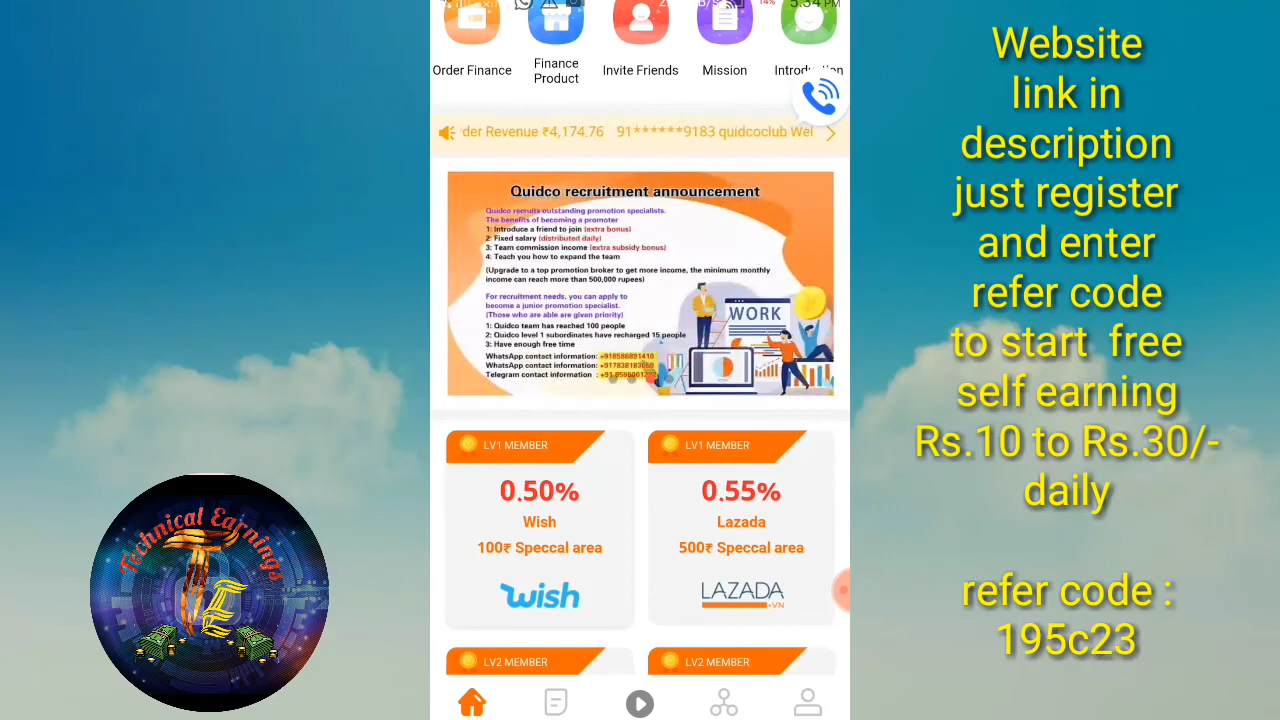 5:34 PM
14%
Order Finance
Finance
Product
Invite Friends
Mission
der Revenue ₹4,174.76 91******9183 quidcoclub Wel
Quidco recruitment announcement
Quidco recruits outstanding promotion specialists.
The benefits of becoming a promoter
1: Introduce a friend to join (extra bonus)
2: Fixed salary (distributed daily)
3: Team commission income (extra subsidy bonus)
4: Teach you how to expand the team
(Upgrade to a top promotion broker to get more income, the minimum monthly
income can reach more than 500,000 rupees)
For recruitment needs, you can apply to
become a junior promotion specialist.
(Those who are able are given priority)
1: Quidco team has reached 100 people
2: Quidco level 1 subordinates have recharged 15 people
3: Have enough free time
WhatsApp contact information: +918586891410
WhatsApp contact information:
Telegram contact information :
WORK
LV1 MEMBER
0.50%
Wish
100₹ Speccal area
wish
LV1 MEMBER
0.55%
Lazada
500₹ Speccal area
LAZADA
.VN
LV2 MEMBER
LV2 MEMBER
Technical Earnings
Website
link in
description
just register
and enter
refer code
to start free
self earning
Rs.10 to Rs.30/-
daily
refer code :
195c23